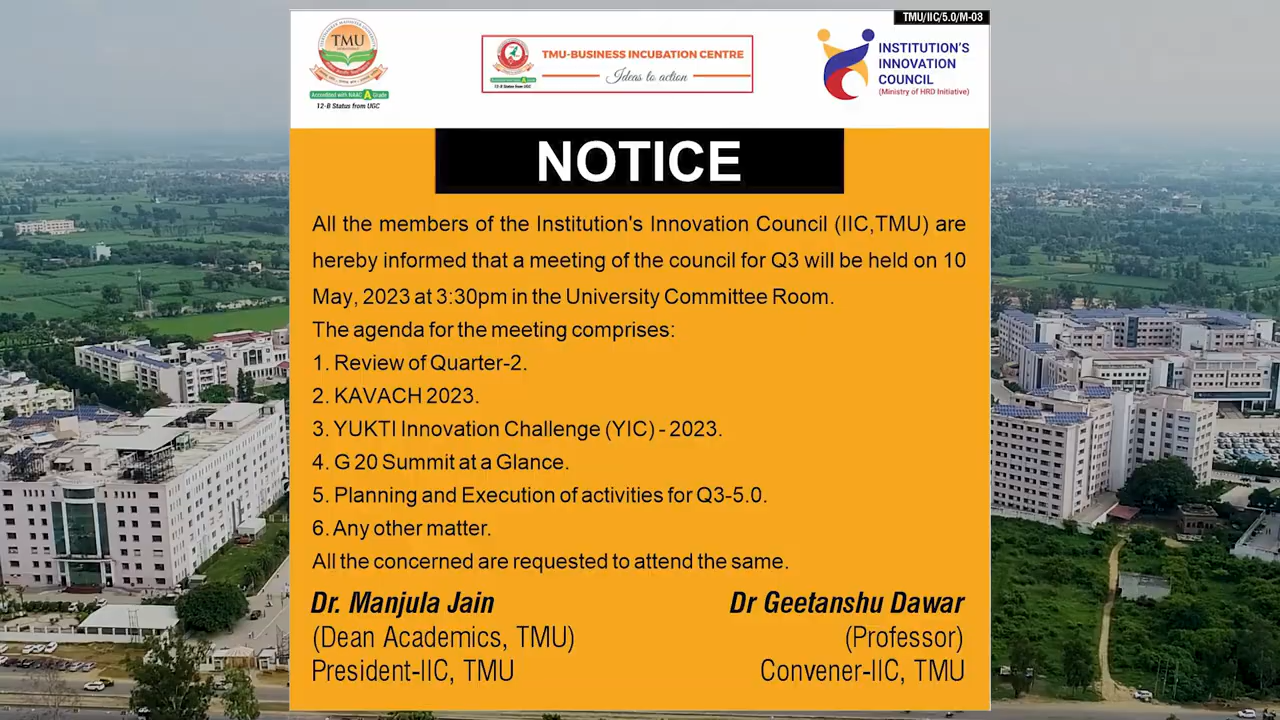 TMU/IIC/5.0/M-03
TMU
Accredited with NAAC A Grade
12-B Status from UGC
TMU-BUSINESS INCUBATION CENTRE
Ideas to action
12-B Status from UGC
INSTITUTION'S
INNOVATION
COUNCIL
(Ministry of HRD Initiative)
NOTICE
All the members of the Institution's Innovation Council (IIC,TMU) are
hereby informed that a meeting of the council for Q3 will be held on 10
May, 2023 at 3:30pm in the University Committee Room.
The agenda for the meeting comprises:
1. Review of Quarter-2.
2. KAVACH 2023.
3. YUKTI Innovation Challenge (YIC) - 2023.
4. G 20 Summit at a Glance.
5. Planning and Execution of activities for Q3-5.0.
6. Any other matter.
All the concerned are requested to attend the same.
Dr. Manjula Jain
(Dean Academics, TMU)
President-IIC, TMU
Dr Geetanshu Dawar
(Professor)
Convener-IIC, TMU